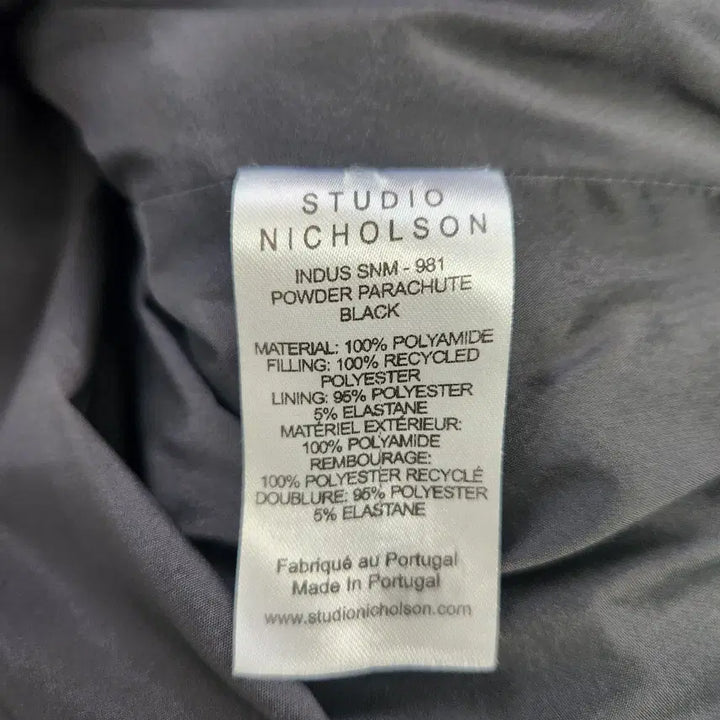 STUDIO
NICHOLSON
INDUS SNM - 981
POWDER PARACHUTE
BLACK
MATERIAL: 100% POLYAMIDE
FILLING: 100% RECYCLED
POLYESTER
LINING: 95% POLYESTER
5% ELASTANE
MATÉRIEL EXTÉRIEUR:
100% POLYAMIDE
REMBOURAGE:
100% POLYESTER RECYCLÉ
DOUBLURE: 95% POLYESTER
5% ELASTANE
Fabriqué au Portugal
Made In Portugal
www.studionicholson.com